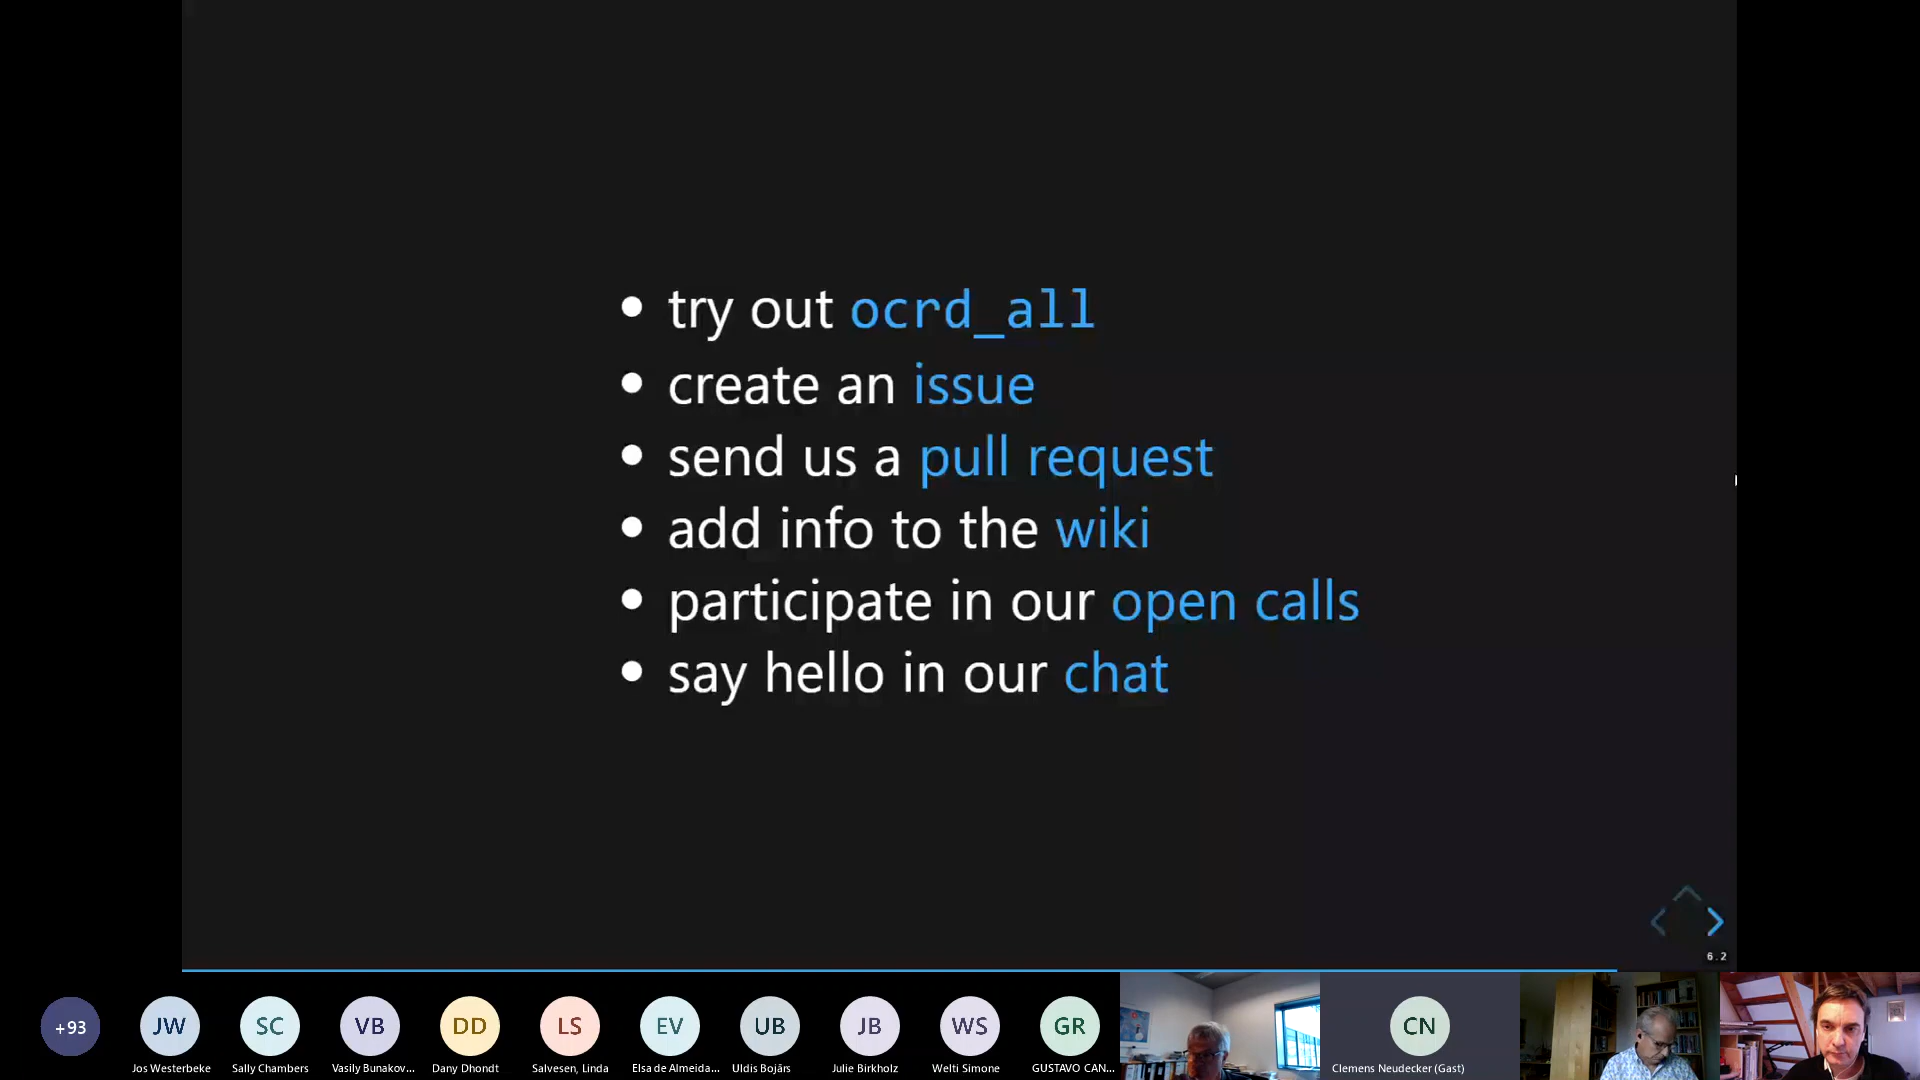 try out ocrd_all
create an issue
send us a pull request
add info to the wiki
participate in our open calls
say hello in our chat
6.2
+93
JW
SC
VB
DD
LS
EV
UB
JB
WS
GR
CN
Jos Westerbeke
Sally Chambers
Vasily Bunakov...
Dany Dhondt
Salvesen, Linda
Elsa de Almeida...
Uldis Bojārs
Julie Birkholz
Welti Simone
GUSTAVO CAN...
Clemens Neudecker (Gast)